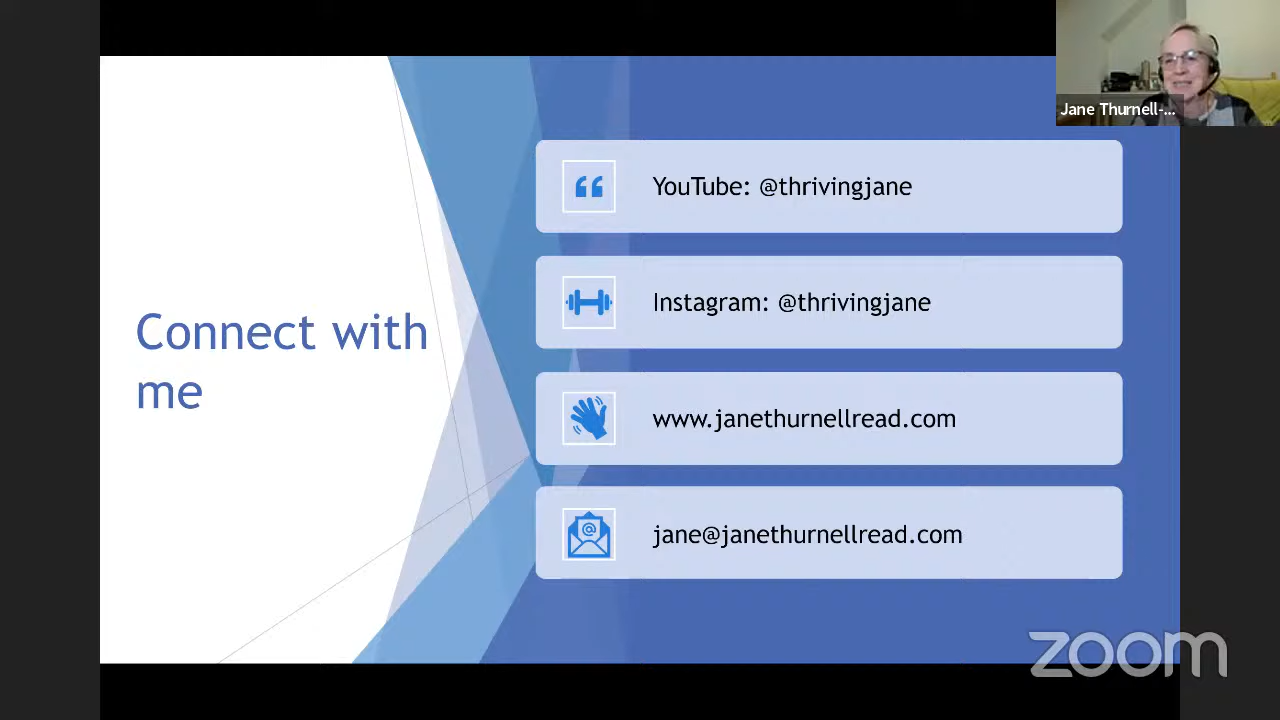 Jane Thurnell-...
YouTube: @thrivingjane
Instagram: @thrivingjane
Connect with
me
www.janethurnellread.com
@
jane@janethurnellread.com
zoom